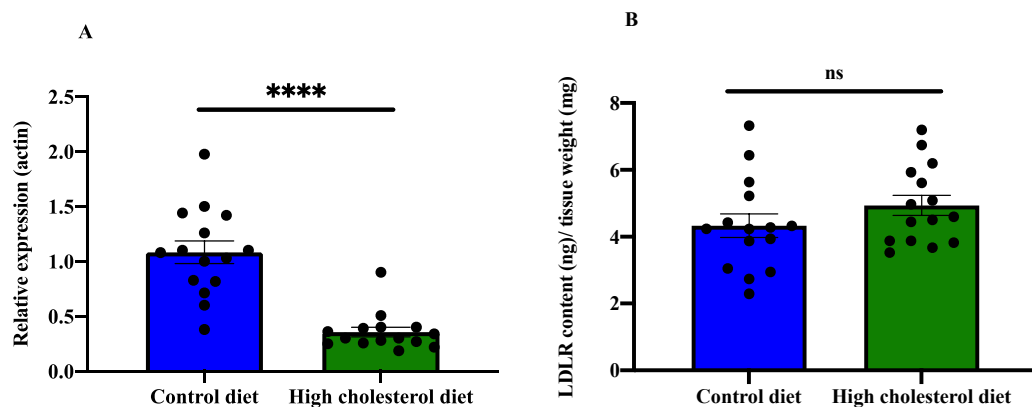 A
****
Relative expression (actin)
2.5
2.0
1.5
1.0
0.5
0.0
Control diet
High cholesterol diet
B
ns
LDLR content (ng)/ tissue weight (mg)
8
6
4
2
0
Control diet
High cholesterol diet